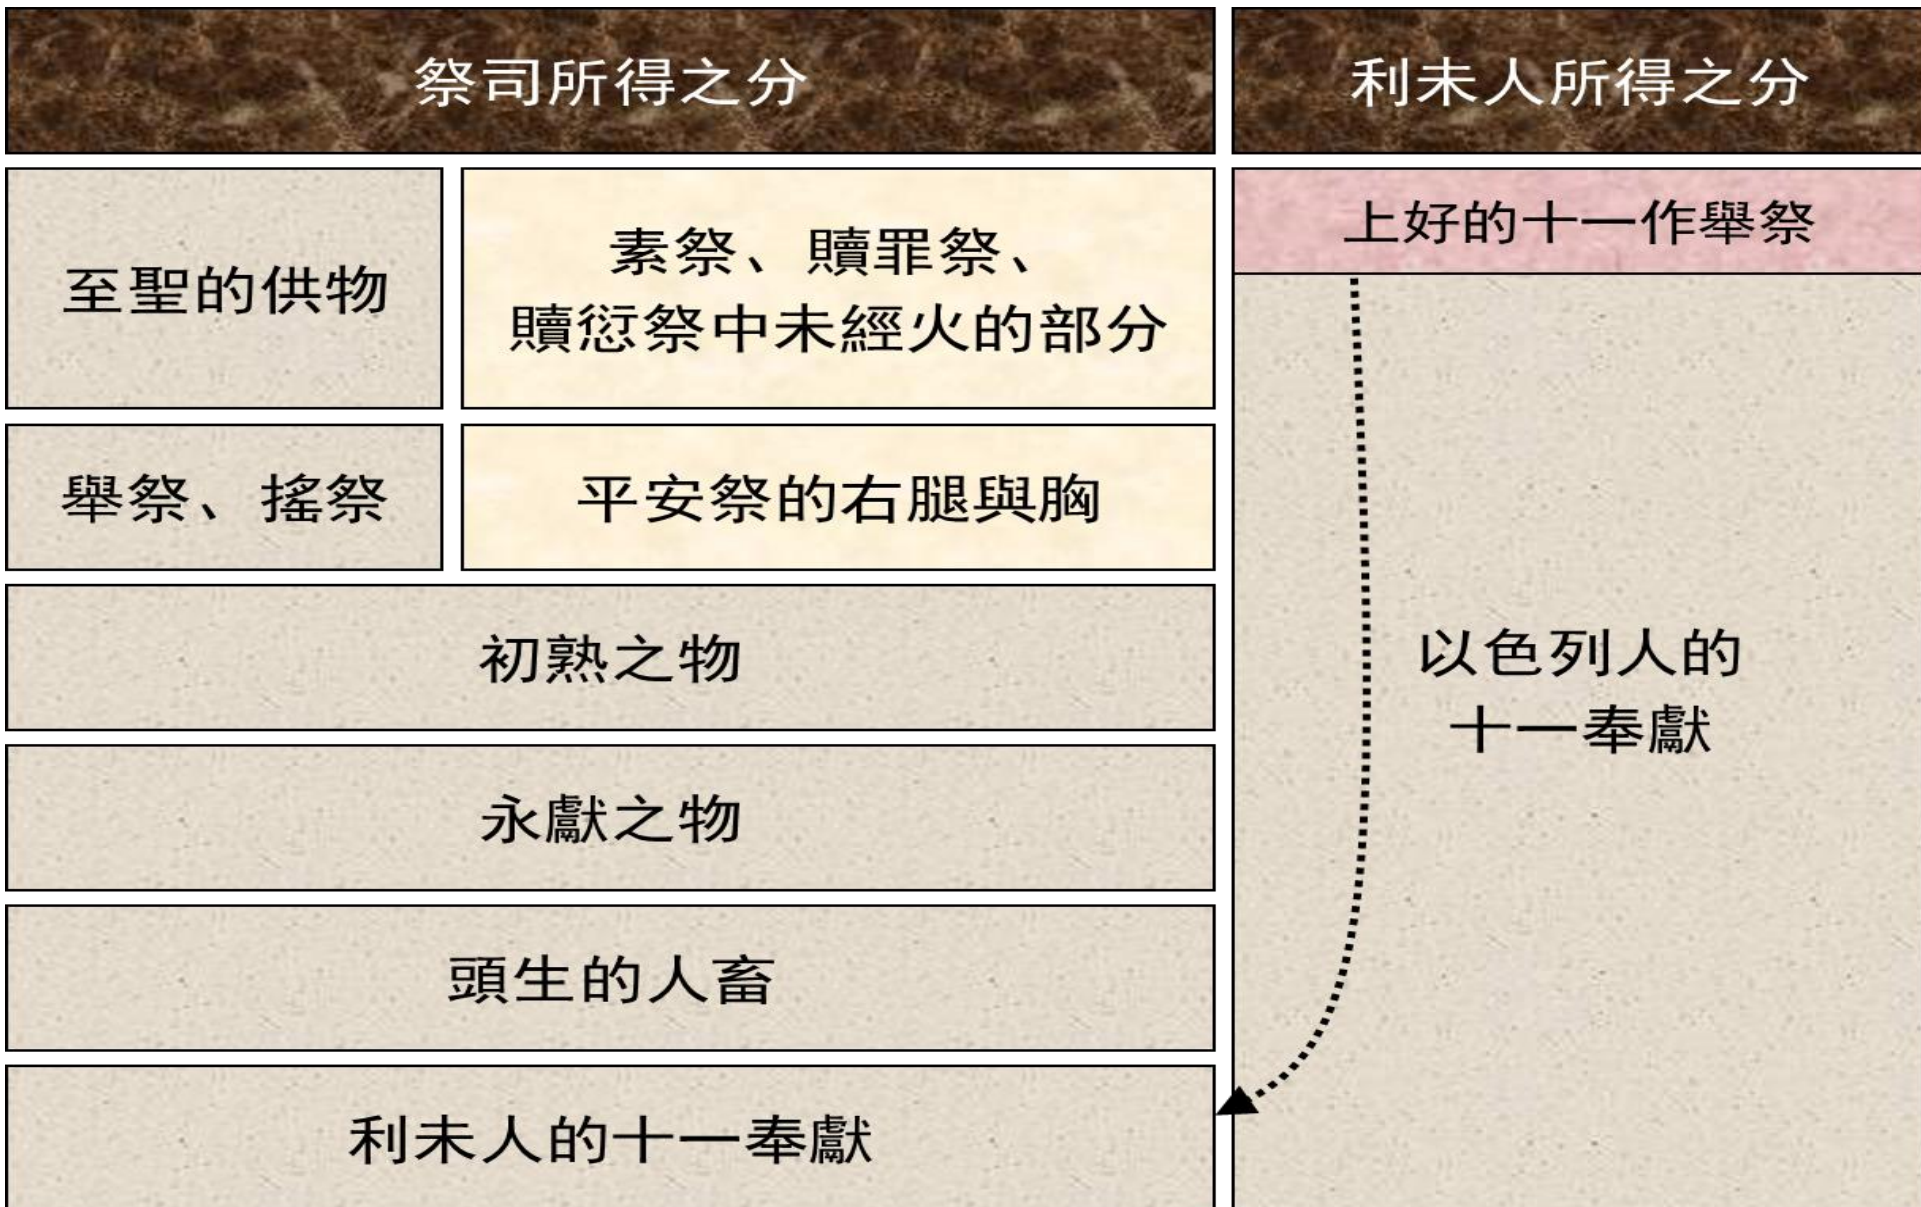 祭司所得之分
利未人所得之分
至聖的供物
素祭、贖罪祭、
贖愆祭中未經火的部分
上好的十一作舉祭
舉祭、搖祭
平安祭的右腿與胸
初熟之物
以色列人的
十一奉獻
永獻之物
頭生的人畜
利未人的十一奉獻